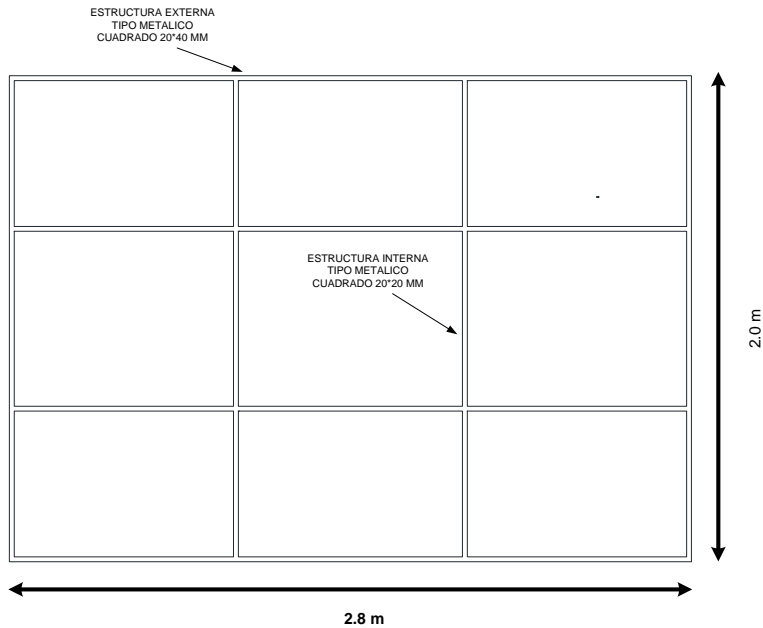 ESTRUCTURA EXTERNA
TIPO METALICO
CUADRADO 20*40 MM
ESTRUCTURA INTERNA
TIPO METALICO
CUADRADO 20*20 MM
2.0 m
2.8 m